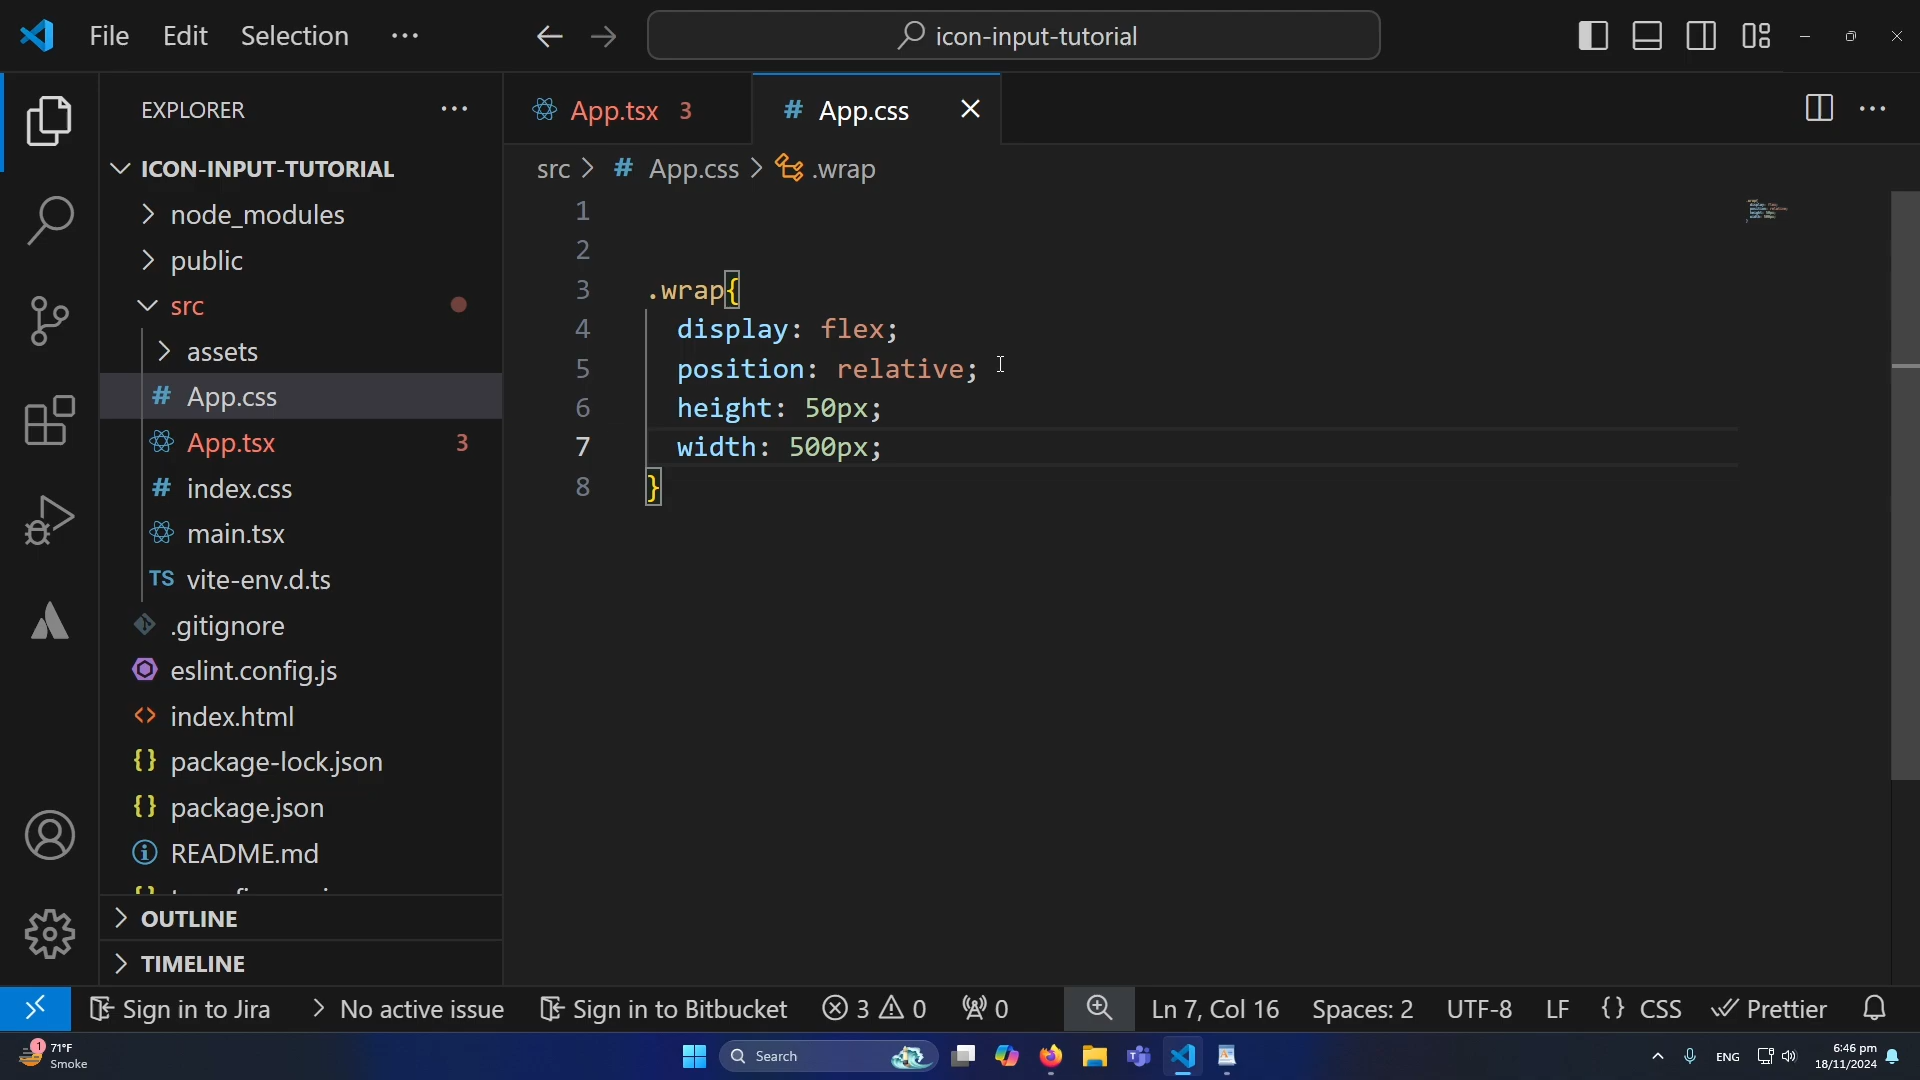 File Edit Selection ···
icon-input-tutorial
EXPLORER ···
ICON-INPUT-TUTORIAL
node_modules
public
src
assets
# App.css
App.tsx 3
# index.css
main.tsx
TS vite-env.d.ts
.gitignore
eslint.config.js
<> index.html
{} package-lock.json
{} package.json
README.md
OUTLINE
TIMELINE
App.tsx 3
# App.css
src > # App.css > .wrap
1
2
3 .wrap{
4 display: flex;
5 position: relative;
6 height: 50px;
7 width: 500px;
8 }
Sign in to Jira > No active issue Sign in to Bitbucket 3 0 0 Ln 7, Col 16 Spaces: 2 UTF-8 LF {} CSS Prettier
1 71°F
Smoke
Search
ENG
6:46 pm
18/11/2024